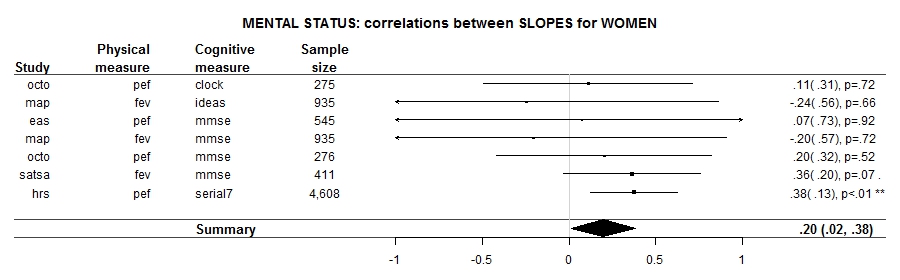 MENTAL STATUS: correlations between SLOPES for WOMEN
Physical Cognitive Sample
Study measure measure size
octo pef clock 275 .11( .31), p=.72
map fev ideas 935 -.24( .56), p=.66
eas pef mmse 545 .07( .73), p=.92
map fev mmse 935 -.20( .57), p=.72
octo pef mmse 276 .20( .32), p=.52
satsa fev mmse 411 .36( .20), p=.07 .
hrs pef serial7 4,608 .38( .13), p<.01 **
Summary .20 (.02, .38)
-1 -0.5 0 0.5 1